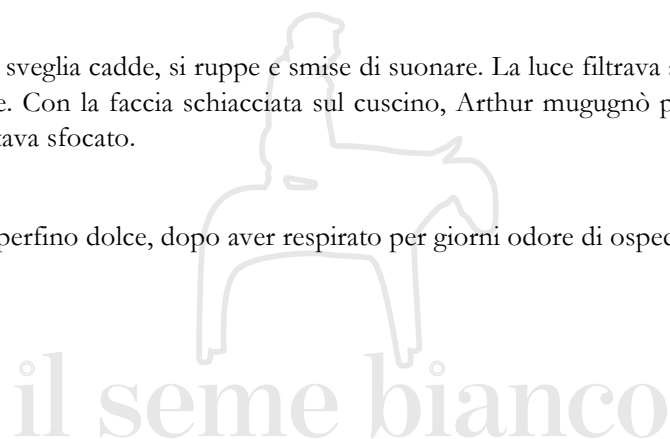 sveglia cadde, si ruppe e smise di suonare. La luce filtrava
e. Con la faccia schiacciata sul cuscino, Arthur mugugnò p
tava sfocato.
perfino dolce, dopo aver respirato per giorni odore di osped
il seme bianco